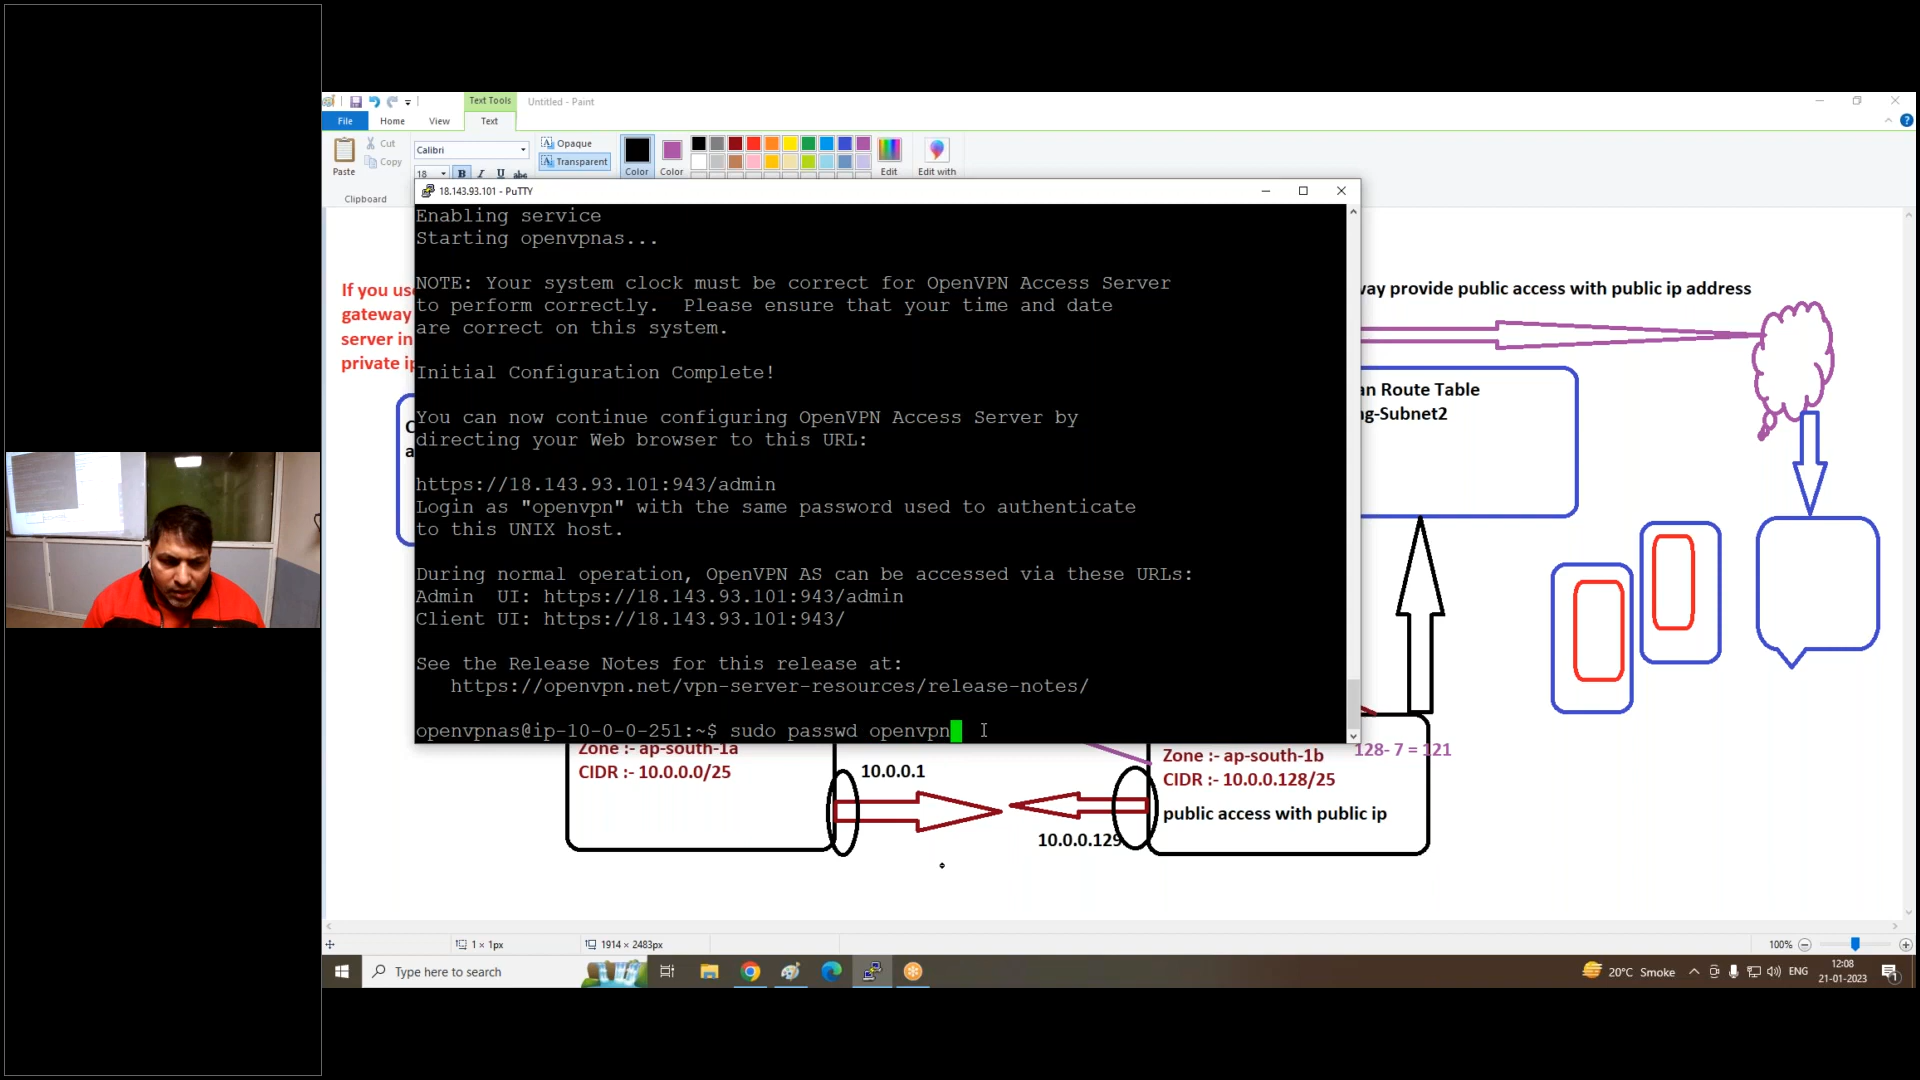 Text Tools
Untitled - Paint
File
Home
View
Text
Paste
Cut
Copy
Clipboard
Calibri
18
B
I
U
abc
Opaque
Transparent
Color
Color
Edit
Edit with
18.143.93.101 - PuTTY
Enabling service
Starting openvpnas...
NOTE: Your system clock must be correct for OpenVPN Access Server
to perform correctly.  Please ensure that your time and date
are correct on this system.
Initial Configuration Complete!
You can now continue configuring OpenVPN Access Server by
directing your Web browser to this URL:
https://18.143.93.101:943/admin
Login as "openvpn" with the same password used to authenticate
to this UNIX host.
During normal operation, OpenVPN AS can be accessed via these URLs:
Admin  UI: https://18.143.93.101:943/admin
Client UI: https://18.143.93.101:943/
See the Release Notes for this release at:
https://openvpn.net/vpn-server-resources/release-notes/
openvpnas@ip-10-0-0-251:~$ sudo passwd openvpn
If you use
gateway
server in
private ip
way provide public access with public ip address
an Route Table
ng-Subnet2
Zone :- ap-south-1a
CIDR :- 10.0.0.0/25
10.0.0.1
10.0.0.129
Zone :- ap-south-1b
CIDR :- 10.0.0.128/25
public access with public ip
128- 7 = 121
1 × 1px
1914 × 2483px
100%
Type here to search
20°C Smoke
ENG
12:08
21-01-2023
1